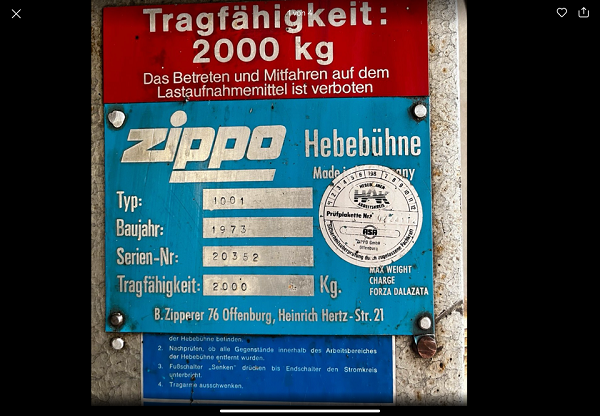 Tragfähigkeit:
2000 kg
Das Betreten und Mitfahren auf dem
Lastaufnahmemittel ist verboten
zippo Hebebühne
Made
Typ: 1001
Baujahr: 1973
Serien-Nr: 20352
Tragfähigkeit: 2000 Kg.
Prüfplakette Nr.
ASA
Offenburg
MAX WEIGHT
CHARGE
FORZA DALAZATA
B. Zipperer 76 Offenburg, Heinrich Hertz - Str. 21
der Hebebühne befinden.
2. Nachprüfen, ob alle Gegenstände innerhalb des Arbeitsbereiches
der Hebebühne entfernt wurden.
3. Fußschalter „Senken" drücken bis Endschalter den Stromkreis
unterbricht.
4. Tragarme ausschwenken.